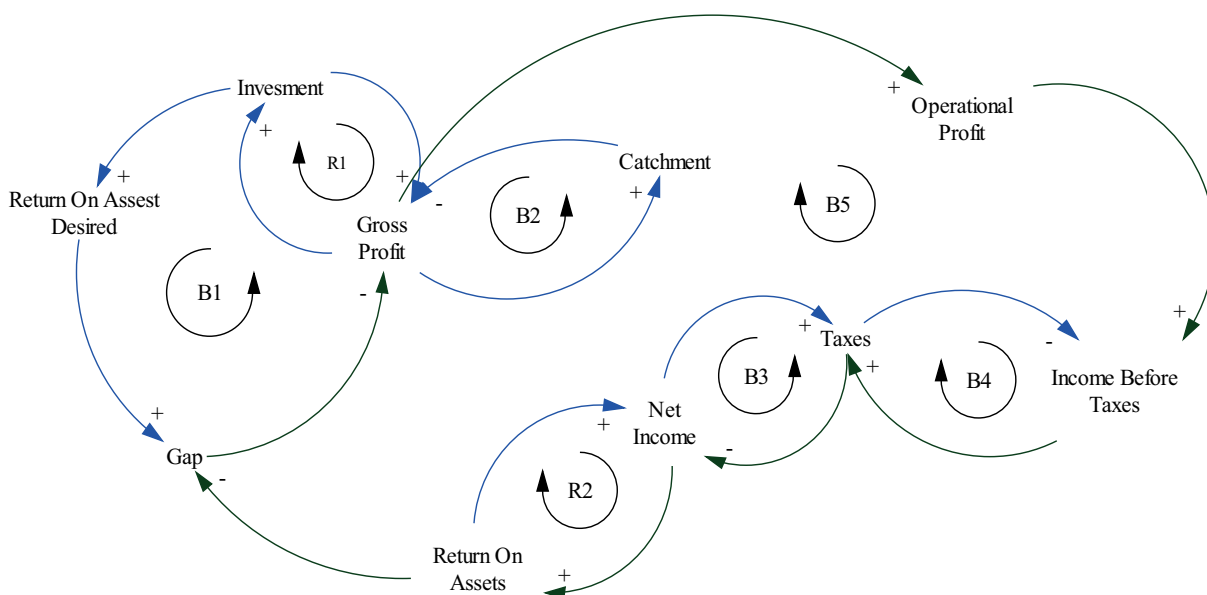 Invesment
+
+
R1
+
Return On Assest
Desired
+
Operational
Profit
+
Catchment
+
-
Gross
Profit
B2
B5
B1
-
+
Taxes
+
+
-
Income Before
Taxes
B3
B4
+
Gap
-
Net
Income
+
-
R2
Return On
Assets
+